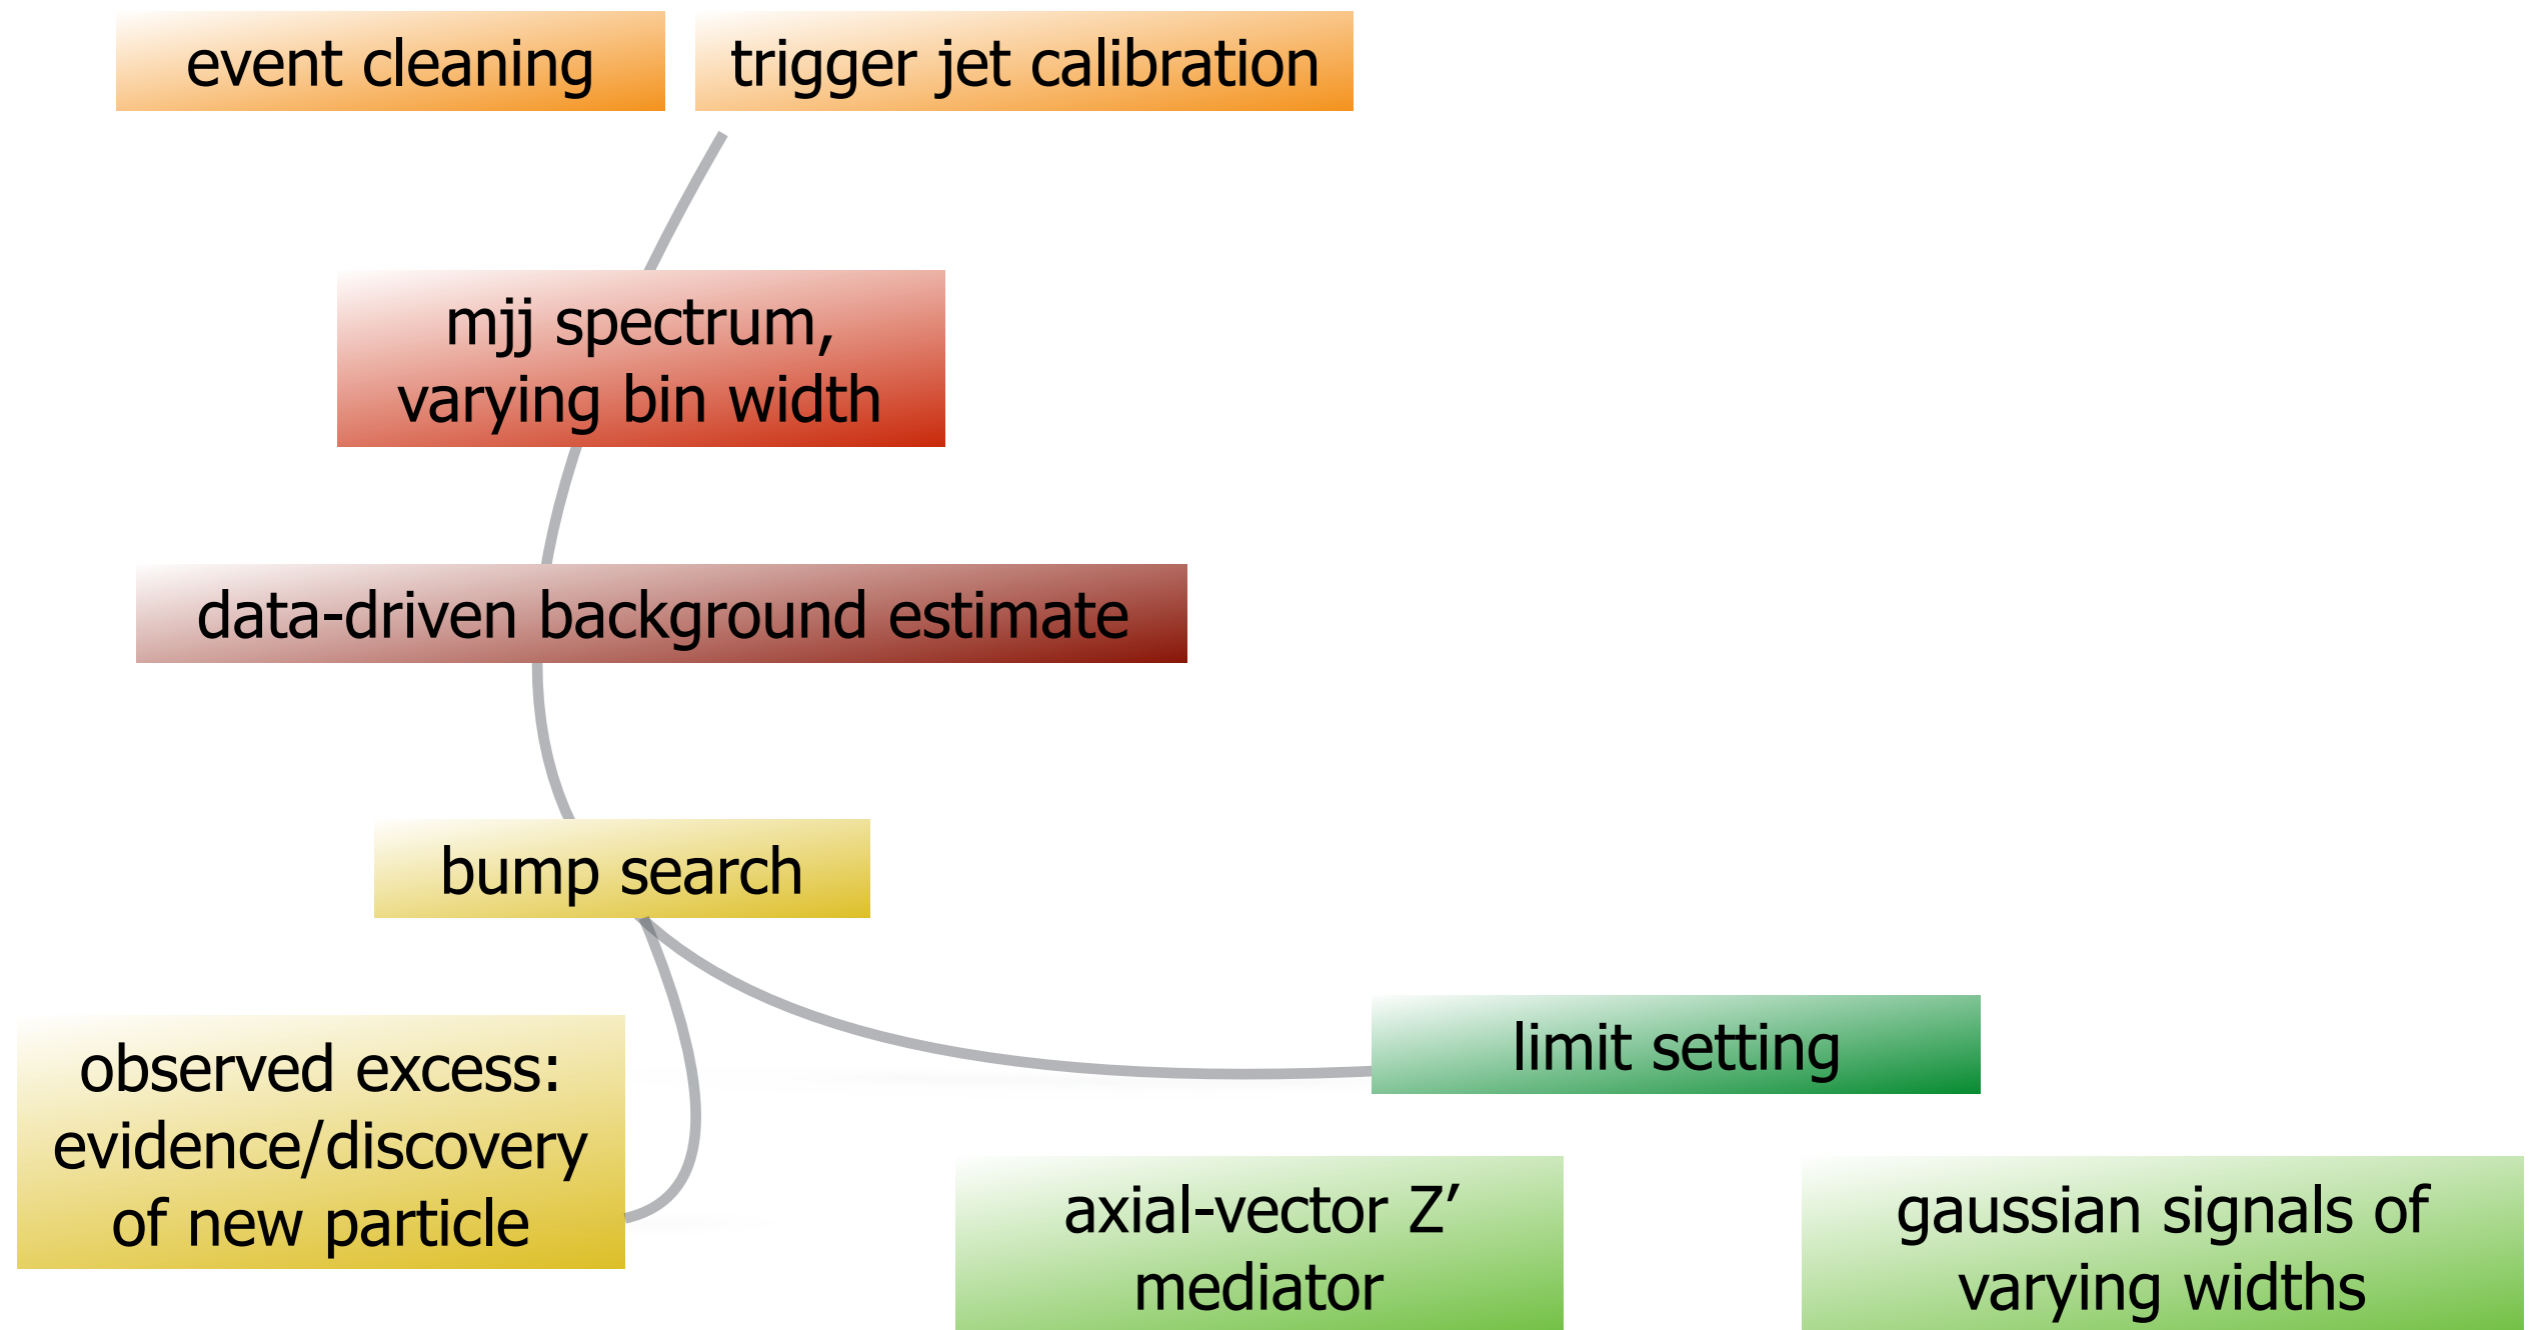 event cleaning
trigger jet calibration
mjj spectrum,
varying bin width
data-driven background estimate
bump search
observed excess:
evidence/discovery
of new particle
limit setting
axial-vector Z’
mediator
gaussian signals of
varying widths